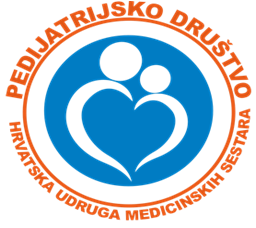 PEDIJATRIJSKO DRUŠTVO
HRVATSKA UDRUGA MEDICINSKIH SESTARA